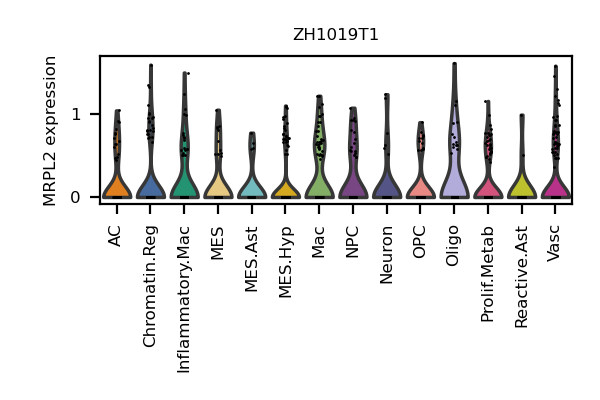 ZH1019T1
MRPL2 expression
1
0
AC
Chromatin.Reg
Inflammatory.Mac
MES
MES.Ast
MES.Hyp
Mac
NPC
Neuron
OPC
Oligo
Prolif.Metab
Reactive.Ast
Vasc